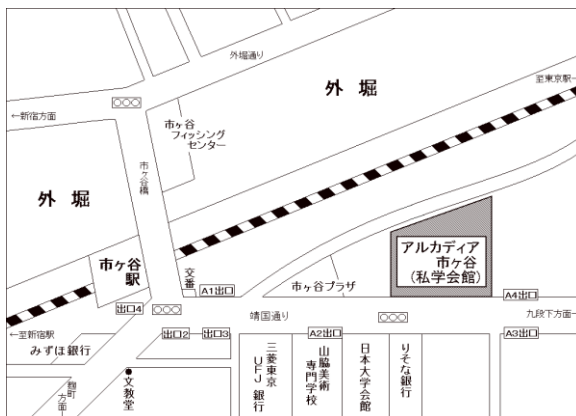 外堀通り
外 堀
至東京駅→
←新宿方面
市ヶ谷
フィッシング
センター
市ヶ谷橋
外 堀
市ヶ谷
駅
アルカディア
市ヶ谷
(私学会館)
交番
A1出口
市ヶ谷プラザ
A4出口
出口4
靖国通り
九段下方面→
←至新宿駅
出口2
出口3
A2出口
A3出口
みずほ銀行
麹町
方面
文教堂
三菱東京
UFJ銀行
山脇美術
専門学校
日本大学会館
りそな銀行